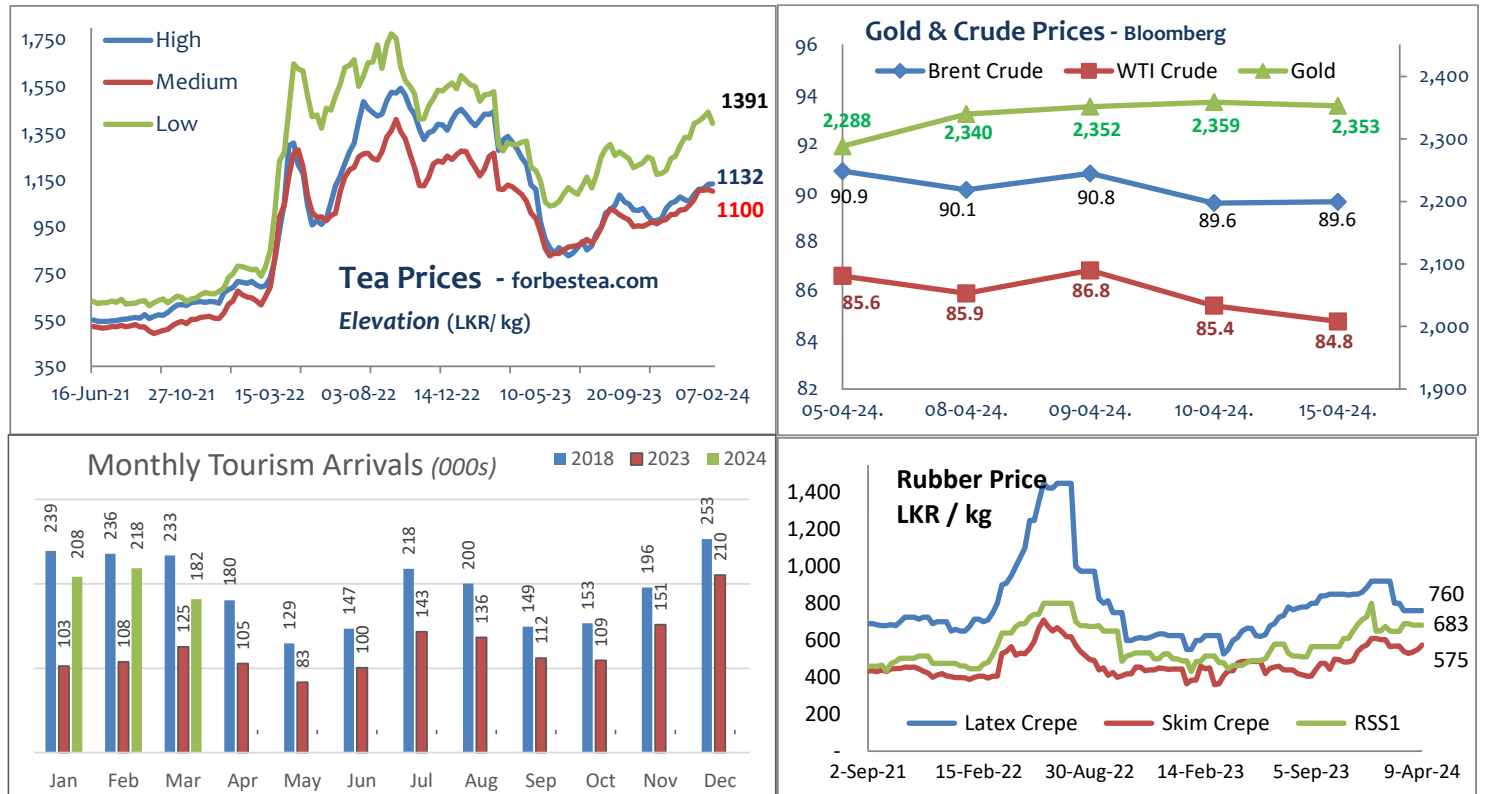 High
Medium
Low
1,750
1,550
1,350
1,150
950
750
550
350
1391
1132
1100
Tea Prices - forbestea.com
Elevation (LKR/ kg)
16-Jun-21 27-10-21 15-03-22 03-08-22 14-12-22 10-05-23 20-09-23 07-02-24
Gold & Crude Prices - Bloomberg
Brent Crude WTI Crude Gold
96
94
92
90
88
86
84
82
2,400
2,300
2,200
2,100
2,000
1,900
2,288 2,340 2,352 2,359 2,353
90.9 90.1 90.8 89.6 89.6
85.6 85.9 86.8 85.4 84.8
05-04-24. 08-04-24. 09-04-24. 10-04-24. 15-04-24.
Monthly Tourism Arrivals (000s)
2018 2023 2024
239 103 208
236 108 218
233 125 182
180 105
129 83
147 100
218 143
200 136
149 112
153 109
196 151
253 210
Jan Feb Mar Apr May Jun Jul Aug Sep Oct Nov Dec
Rubber Price
LKR / kg
1,400
1,200
1,000
800
600
400
200
-
760
683
575
Latex Crepe Skim Crepe RSS1
2-Sep-21 15-Feb-22 30-Aug-22 14-Feb-23 5-Sep-23 9-Apr-24